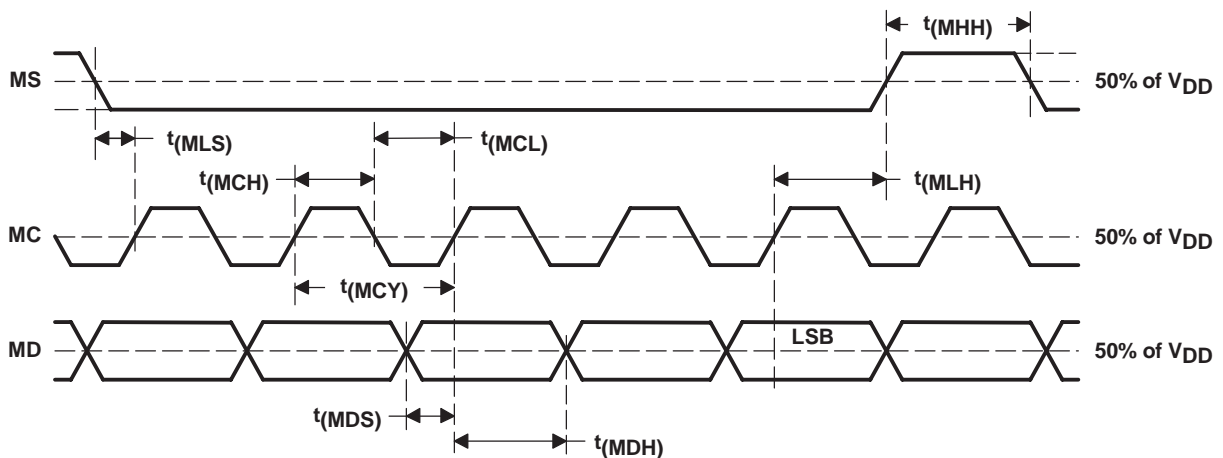 t(MHH)
MS
50% of VDD
t(MLS)
t(MCL)
t(MCH)
t(MLH)
MC
50% of VDD
t(MCY)
LSB
MD
50% of VDD
t(MDS)
t(MDH)